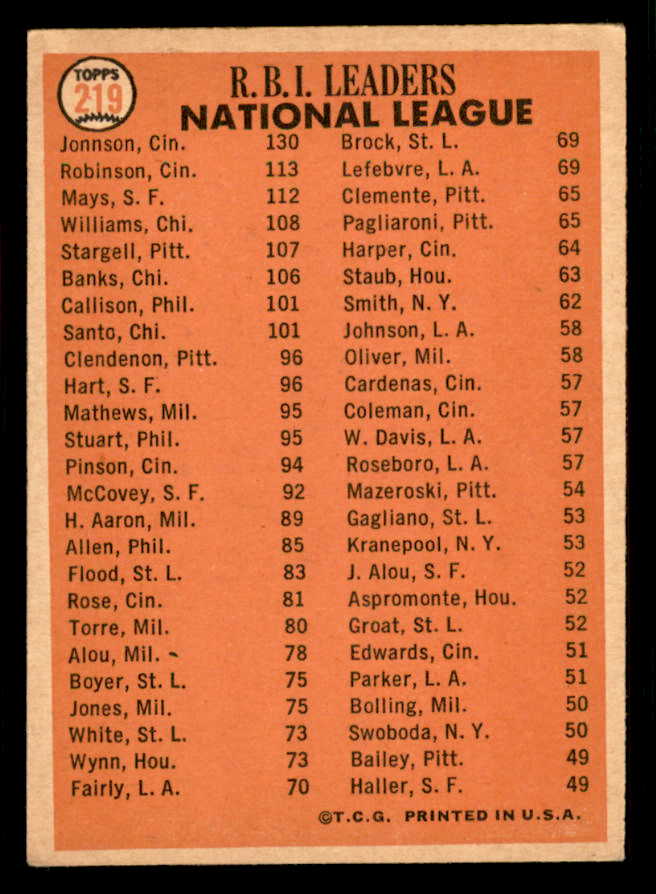 TOPPS
219
R.B.I. LEADERS
NATIONAL LEAGUE
Jonnson, Cin. 130
Robinson, Cin. 113
Mays, S. F. 112
Williams, Chi. 108
Stargell, Pitt. 107
Banks, Chi. 106
Callison, Phil. 101
Santo, Chi. 101
Clendenon, Pitt. 96
Hart, S. F. 96
Mathews, Mil. 95
Stuart, Phil. 95
Pinson, Cin. 94
McCovey, S. F. 92
H. Aaron, Mil. 89
Allen, Phil. 85
Flood, St. L. 83
Rose, Cin. 81
Torre, Mil. 80
Alou, Mil. 78
Boyer, St. L. 75
Jones, Mil. 75
White, St. L. 73
Wynn, Hou. 73
Fairly, L. A. 70
Brock, St. L. 69
Lefebvre, L. A. 69
Clemente, Pitt. 65
Pagliaroni, Pitt. 65
Harper, Cin. 64
Staub, Hou. 63
Smith, N. Y. 62
Johnson, L. A. 58
Oliver, Mil. 58
Cardenas, Cin. 57
Coleman, Cin. 57
W. Davis, L. A. 57
Roseboro, L. A. 57
Mazeroski, Pitt. 54
Gagliano, St. L. 53
Kranepool, N. Y. 53
J. Alou, S. F. 52
Aspromonte, Hou. 52
Groat, St. L. 52
Edwards, Cin. 51
Parker, L. A. 51
Bolling, Mil. 50
Swoboda, N. Y. 50
Bailey, Pitt. 49
Haller, S. F. 49
©T.C.G. PRINTED IN U.S.A.